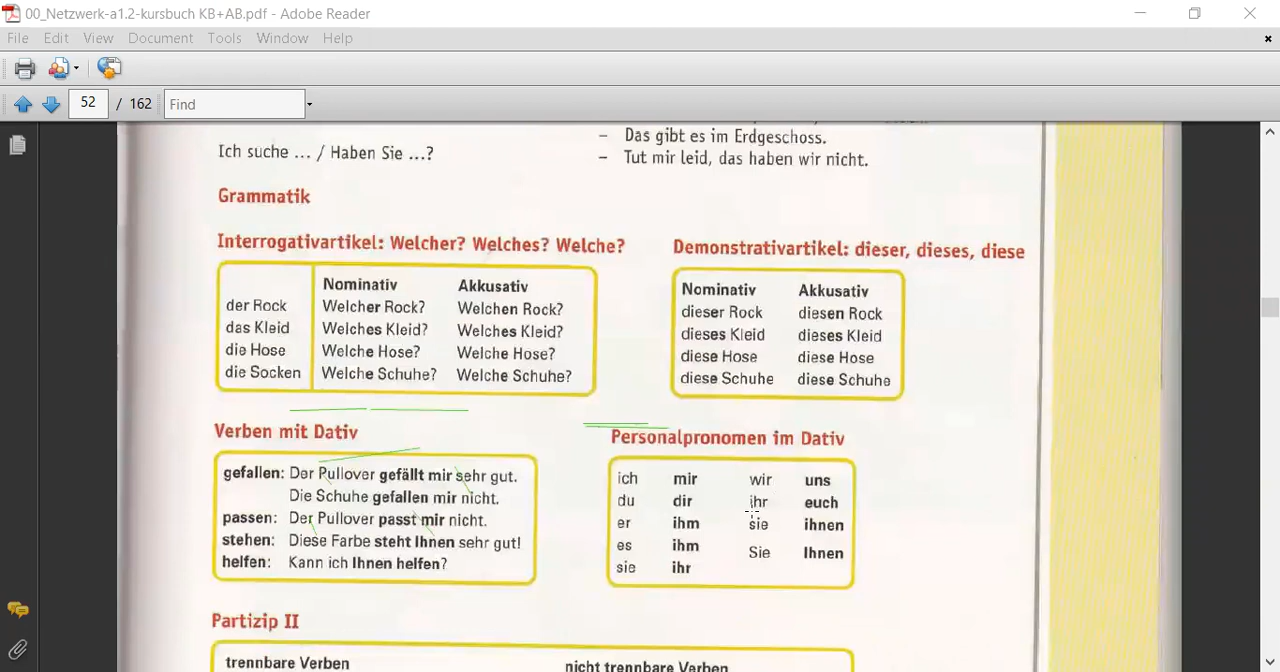 00_Netzwerk-a1.2-kursbuch KB+AB.pdf - Adobe Reader
File Edit View Document Tools Window Help
52 / 162 Find
– Das gibt es im Erdgeschoss.
Ich suche ... / Haben Sie ...?
– Tut mir leid, das haben wir nicht.
Grammatik
Interrogativartikel: Welcher? Welches? Welche?
Nominativ Akkusativ
der Rock Welcher Rock? Welchen Rock?
das Kleid Welches Kleid? Welches Kleid?
die Hose Welche Hose? Welche Hose?
die Socken Welche Schuhe? Welche Schuhe?
Demonstrativartikel: dieser, dieses, diese
Nominativ Akkusativ
dieser Rock diesen Rock
dieses Kleid dieses Kleid
diese Hose diese Hose
diese Schuhe diese Schuhe
Verben mit Dativ
gefallen: Der Pullover gefällt mir sehr gut.
Die Schuhe gefallen mir nicht.
passen: Der Pullover passt mir nicht.
stehen: Diese Farbe steht Ihnen sehr gut!
helfen: Kann ich Ihnen helfen?
Personalpronomen im Dativ
ich mir wir uns
du dir ihr euch
er ihm sie ihnen
es ihm Sie Ihnen
sie ihr
Partizip II
trennbare Verben nicht trennbare Verben